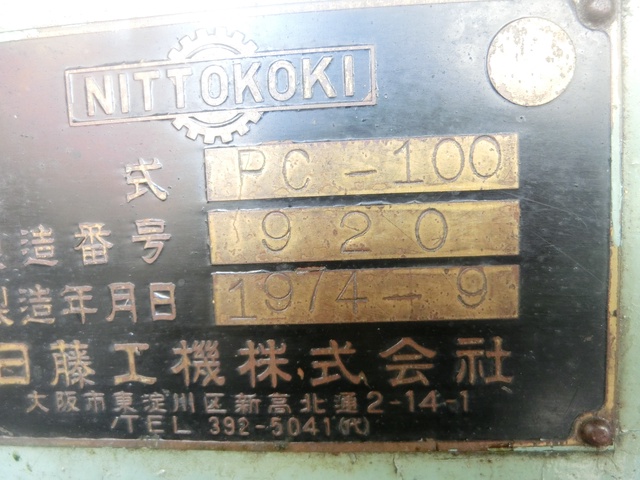 NITTOKOKI
式 PC-100
造番号 920
製造年月日 1974-9
日藤工機株式会社
大阪市東淀川区新高北通2-14-1
TEL 392-5041(代)